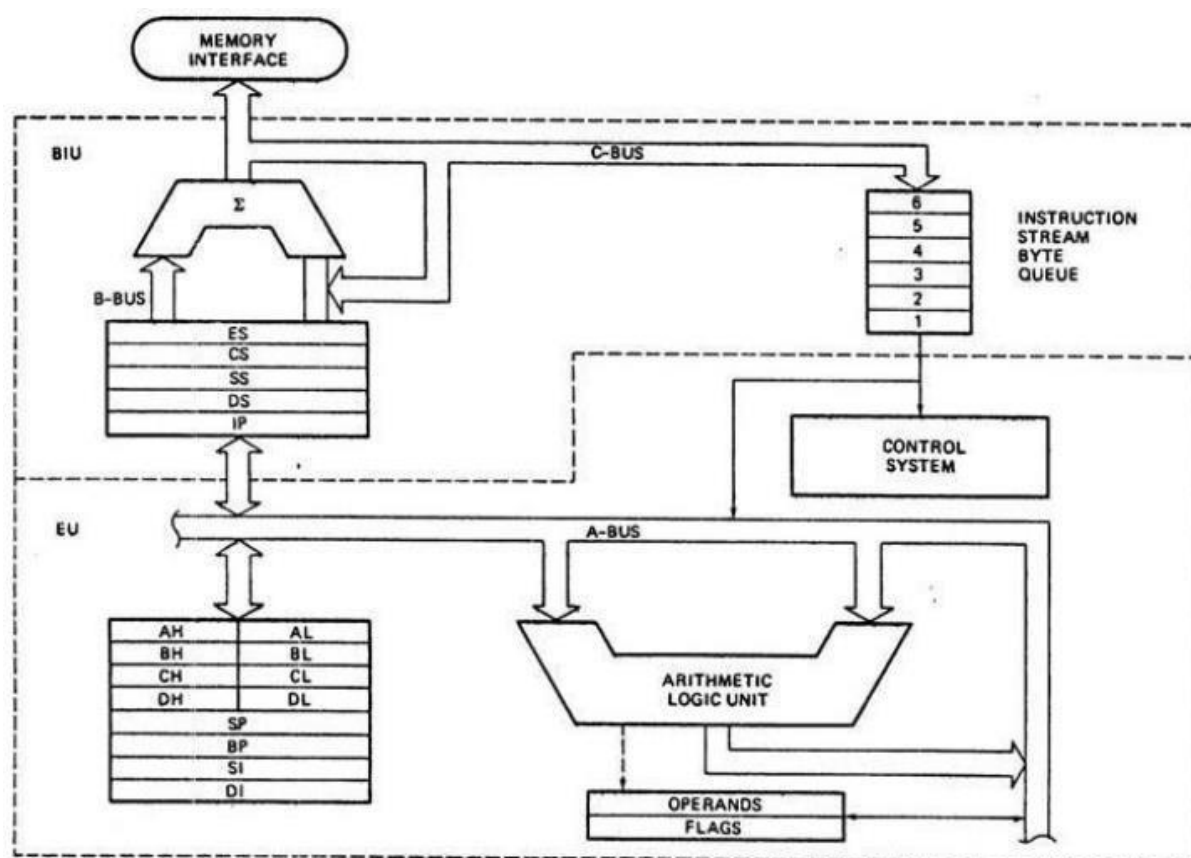 MEMORY
INTERFACE
BIU
C-BUS
Σ
6
5
4
3
2
1
INSTRUCTION
STREAM
BYTE
QUEUE
B-BUS
ES
CS
SS
DS
IP
CONTROL
SYSTEM
EU
A-BUS
AH AL
BH BL
CH CL
DH DL
SP
BP
SI
DI
ARITHMETIC
LOGIC UNIT
OPERANDS
FLAGS